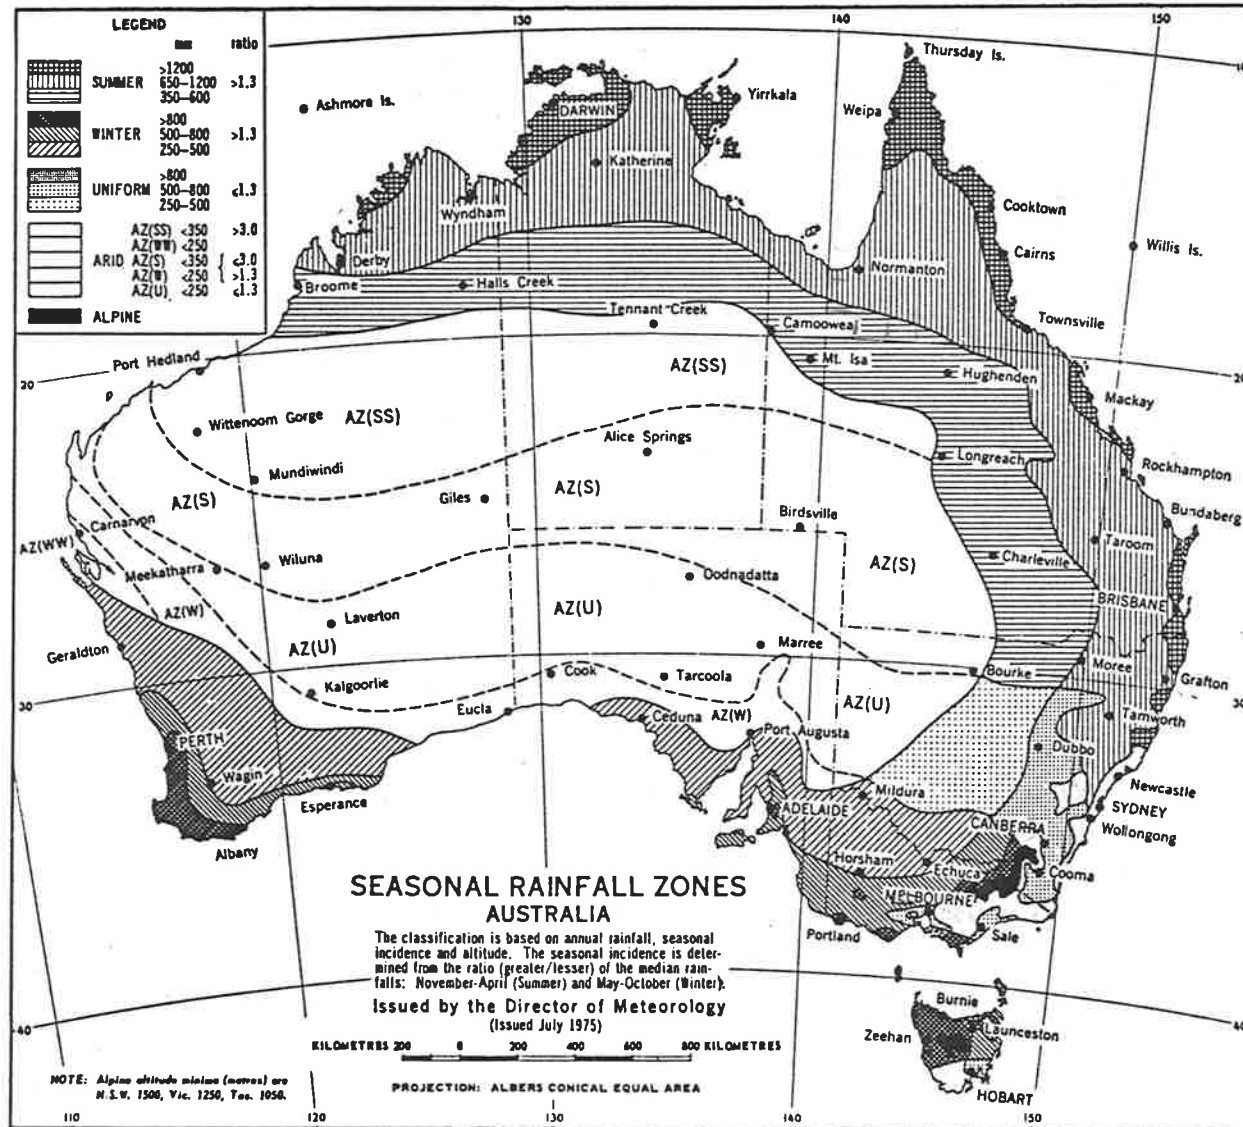 LEGEND
mm ratio
SUMMER
>1200
650–1200 >1.3
350–600
WINTER
>800
500–800 >1.3
250–500
UNIFORM
>800
500–800 ≤1.3
250–500
ARID
AZ(SS) <350 >3.0
AZ(WW) <250
AZ(S) <350 { ≤3.0
AZ(W) <250 { >1.3
AZ(U) <250 ≤1.3
ALPINE
130
140
150
Thursday Is.
Ashmore Is.
Yirrkala
DARWIN
Weipa
Katherine
Wyndham
Cooktown
Willis Is.
Cairns
Derby
Normanton
Broome
Halls Creek
Tennant Creek
Camooweal
Townsville
Port Hedland
Mt. Isa
AZ(SS)
Hughenden
20
20
Mackay
Wittenoom Gorge
AZ(SS)
Alice Springs
Longreach
Rockhampton
Mundiwindi
AZ(S)
Giles
AZ(S)
Birdsville
Bundaberg
Carnarvon
AZ(WW)
Taroom
Meekatharra
Wiluna
Oodnadatta
AZ(S)
Charleville
AZ(W)
Laverton
AZ(U)
BRISBANE
AZ(U)
Marree
Geraldton
Bourke
Moree
Grafton
Kalgoorlie
Cook
Tarcoola
30
30
Eucla
Ceduna
AZ(W)
AZ(U)
Port Augusta
Tamworth
PERTH
Dubbo
Wagin
Newcastle
Esperance
Mildura
SYDNEY
ADELAIDE
CANBERRA
Wollongong
Albany
Horsham
Echuca
Cooma
MELBOURNE
Portland
Sale
SEASONAL RAINFALL ZONES
AUSTRALIA
The classification is based on annual rainfall, seasonal
incidence and altitude. The seasonal incidence is deter-
mined from the ratio (greater/lesser) of the median rain-
falls: November-April (Summer) and May-October (Winter).
Issued by the Director of Meteorology
(Issued July 1975)
Burnie
Launceston
Zeehan
HOBART
40
40
KILOMETRES 200 0 200 400 600 800 KILOMETRES
PROJECTION: ALBERS CONICAL EQUAL AREA
NOTE: Alpine altitude minima (metres) are
N.S.W. 1500, Vic. 1250, Tas. 1050.
110
120
130
140
150